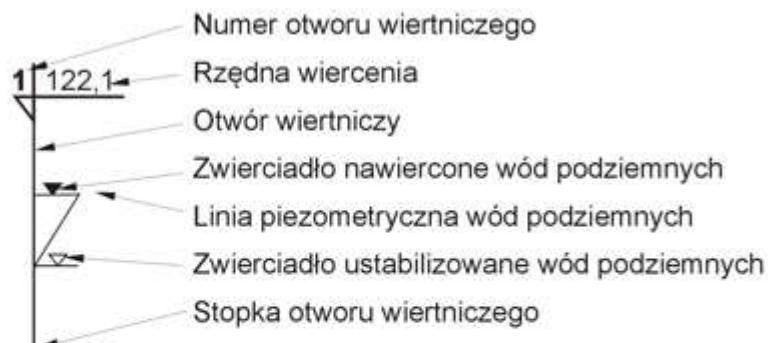 Numer otworu wiertniczego
1 122,1
Rzędna wiercenia
Otwór wiertniczy
Zwierciadło nawiercone wód podziemnych
Linia piezometryczna wód podziemnych
Zwierciadło ustabilizowane wód podziemnych
Stopka otworu wiertniczego